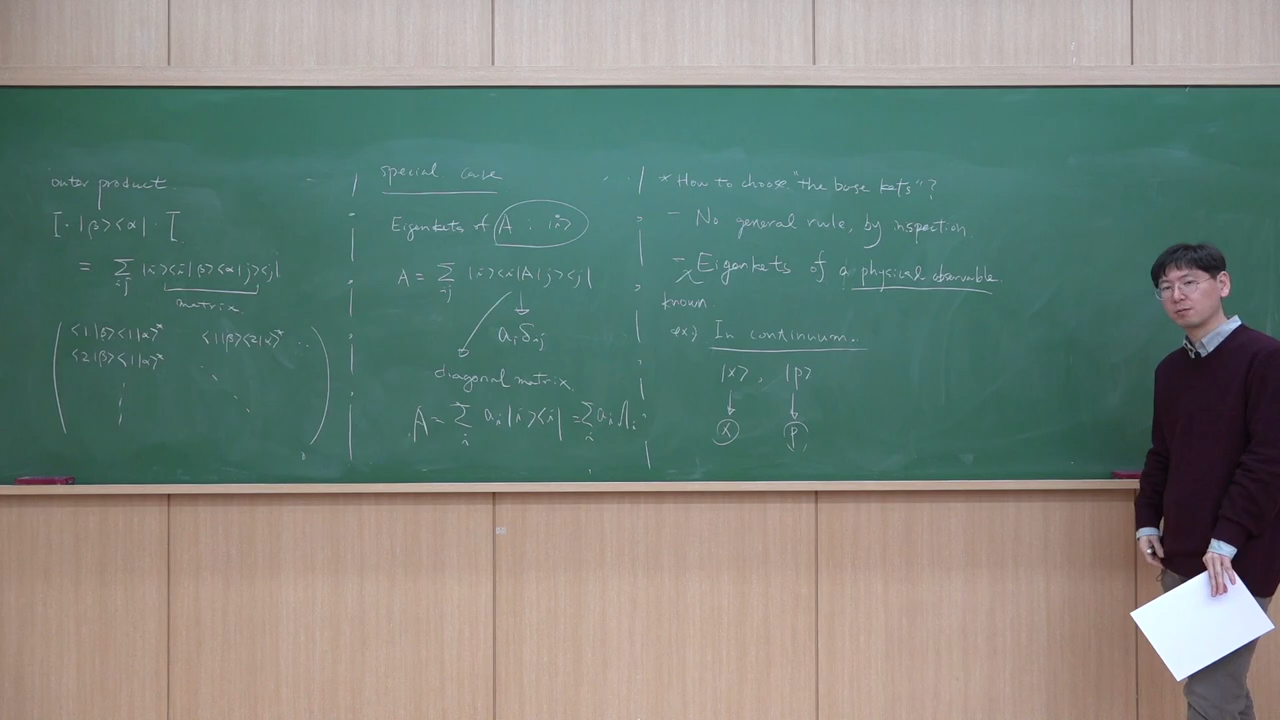 outer product
[·|β><α|·[
= Σ_{ij} |i><i|β><α|j><j|
matrix.
<1|β><1|α>* <1|β><2|α>* ..
<2|β><1|α>*
special case
Eigenkets of A : |i>
A = Σ_{ij} |i><i|A|j><j|
a_i δ_ij
diagonal matrix.
A = Σ_i a_i |i><i| = Σ_i a_i Λ_i
* How to choose "the base kets"?
- No general rule, by inspection
- Eigenkets of a physical observable.
known
ex) In continuum.
|x>, |p>
x p